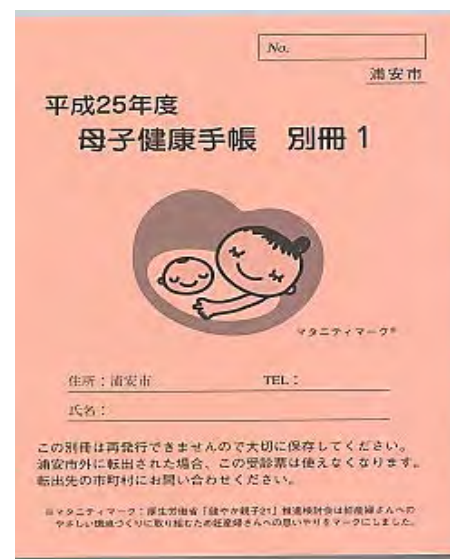 No.
浦安市
平成25年度
母子健康手帳 別冊 1
マタニティマーク®
住所：浦安市 TEL：
氏名：
この別冊は再発行できませんので大切に保存してください。
浦安市外に転出された場合、この受診票は使えなくなります。
転出先の市町村にお問い合わせください。
※マタニティマーク：厚生労働省「健やか親子21」推進検討会は妊産婦さんへの
やさしい環境づくりに取り組むため妊産婦さんへの思いやりをマークにしました。